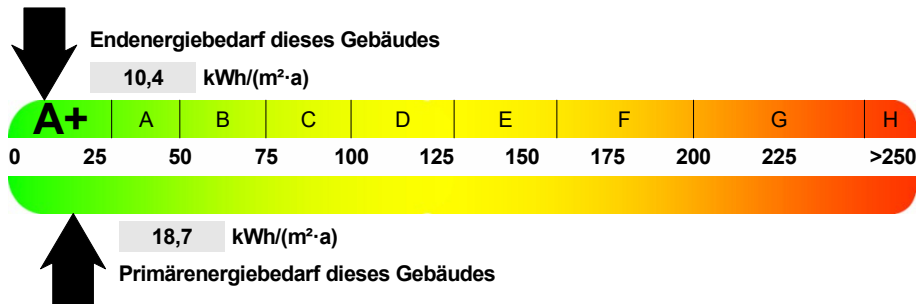 Endenergiebedarf dieses Gebäudes
10,4 kWh/(m²·a)
A+ A B C D E F G H
0 25 50 75 100 125 150 175 200 225 >250
18,7 kWh/(m²·a)
Primärenergiebedarf dieses Gebäudes